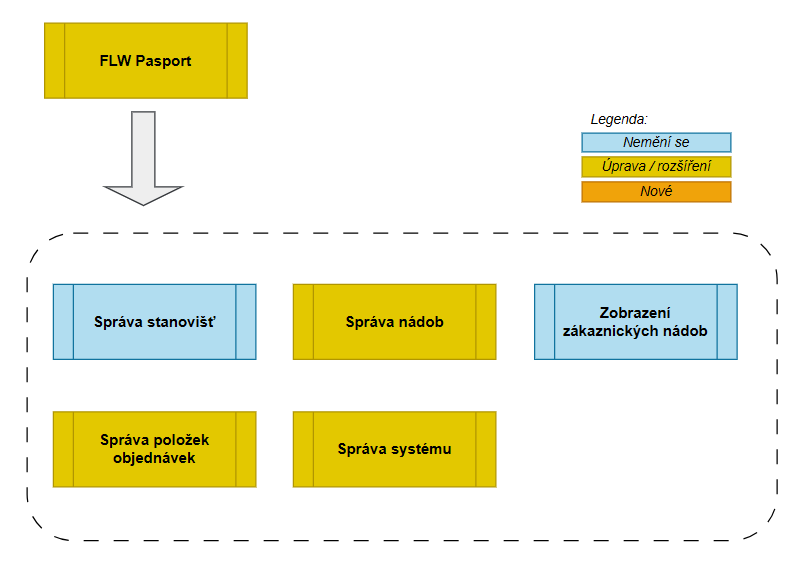 FLW Pasport
Legenda:
Nemění se
Úprava / rozšíření
Nové
Správa stanovišť
Správa nádob
Zobrazení
zákaznických nádob
Správa položek
objednávek
Správa systému